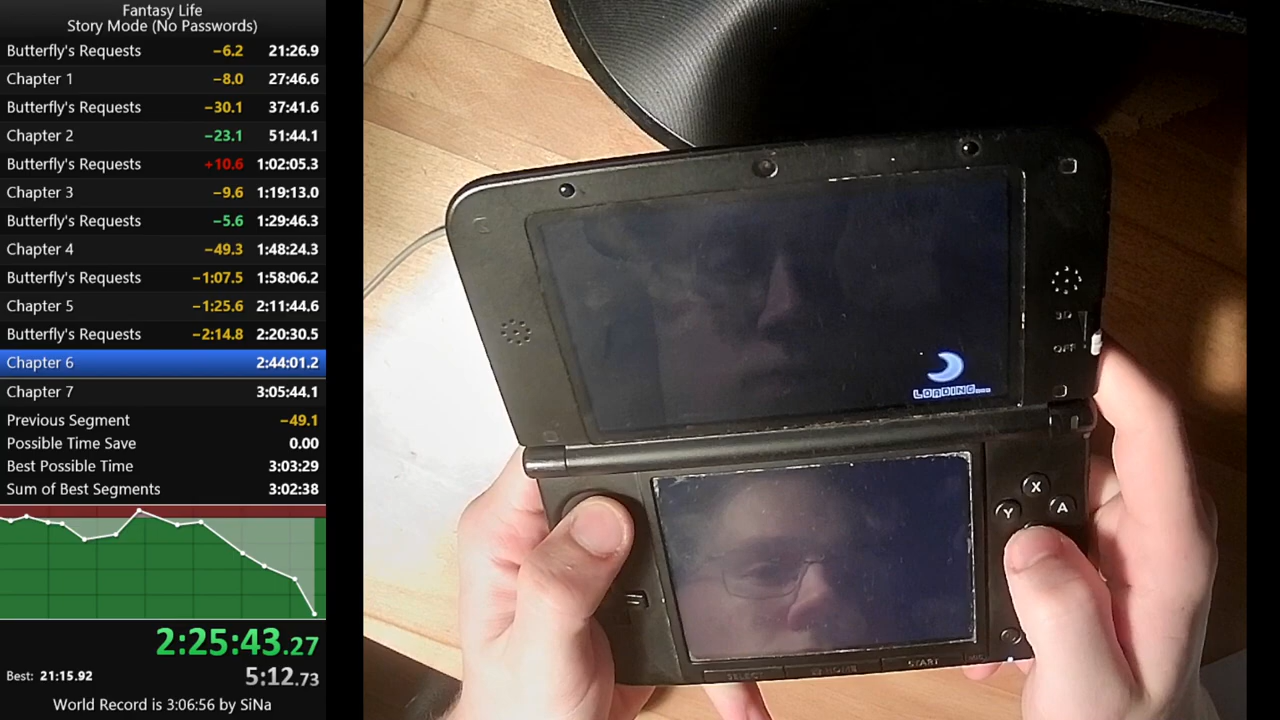 Fantasy Life
Story Mode (No Passwords)
Butterfly's Requests −6.2 21:26.9
Chapter 1 −8.0 27:46.6
Butterfly's Requests −30.1 37:41.6
Chapter 2 −23.1 51:44.1
Butterfly's Requests +10.6 1:02:05.3
Chapter 3 −9.6 1:19:13.0
Butterfly's Requests −5.6 1:29:46.3
Chapter 4 −49.3 1:48:24.3
Butterfly's Requests −1:07.5 1:58:06.2
Chapter 5 −1:25.6 2:11:44.6
Butterfly's Requests −2:14.8 2:20:30.5
Chapter 6 2:44:01.2
Chapter 7 3:05:44.1
Previous Segment −49.1
Possible Time Save 0.00
Best Possible Time 3:03:29
Sum of Best Segments 3:02:38
2:25:43.27
Best: 21:15.92 5:12.73
World Record is 3:06:56 by SiNa
3D
OFF
LOADING...
X
Y A
SELECT HOME START